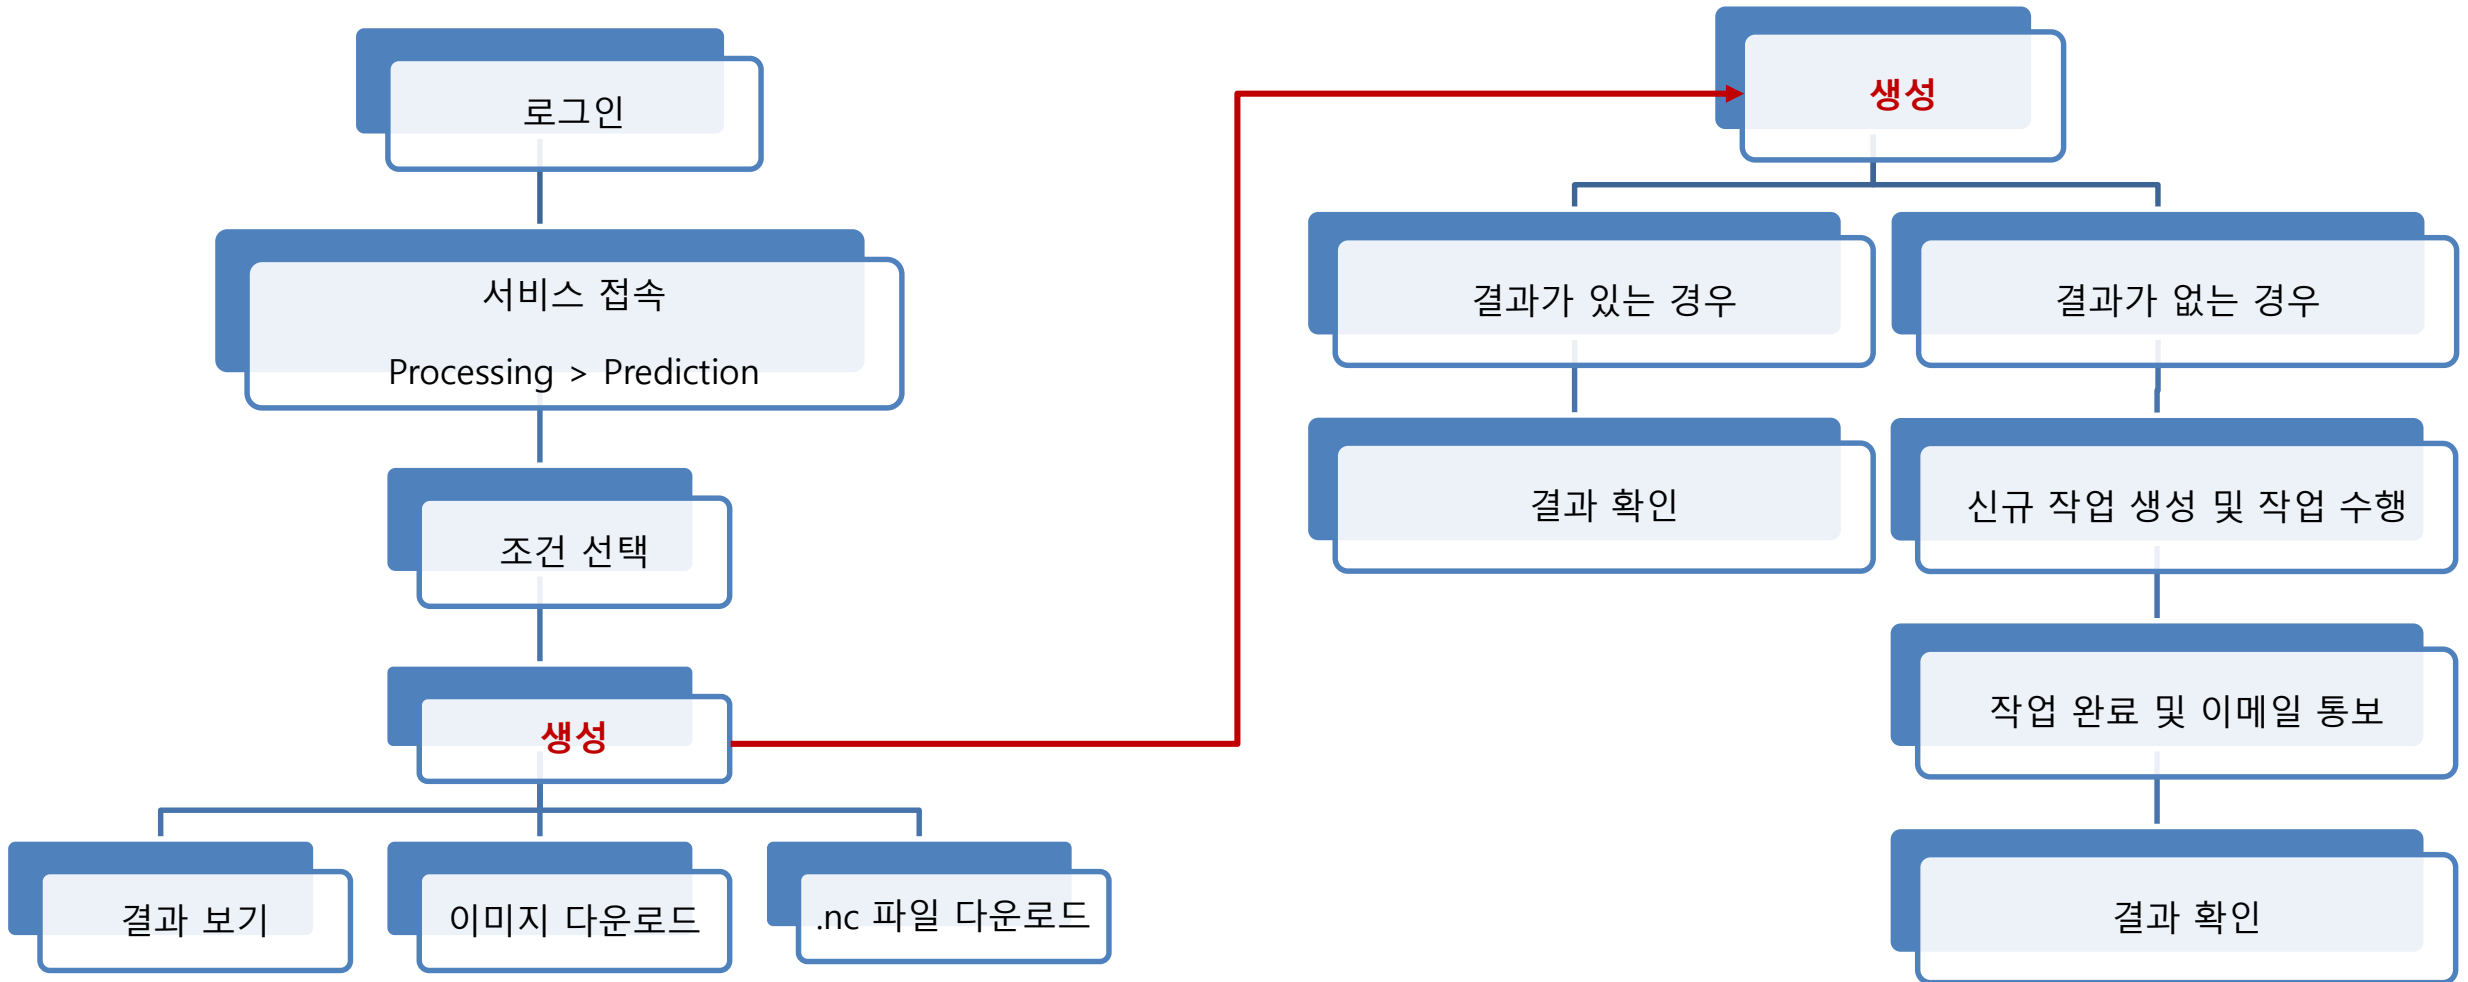 로그인
서비스 접속
Processing > Prediction
조건 선택
생성
결과 보기
이미지 다운로드
.nc 파일 다운로드
생성
결과가 있는 경우
결과 확인
결과가 없는 경우
신규 작업 생성 및 작업 수행
작업 완료 및 이메일 통보
결과 확인